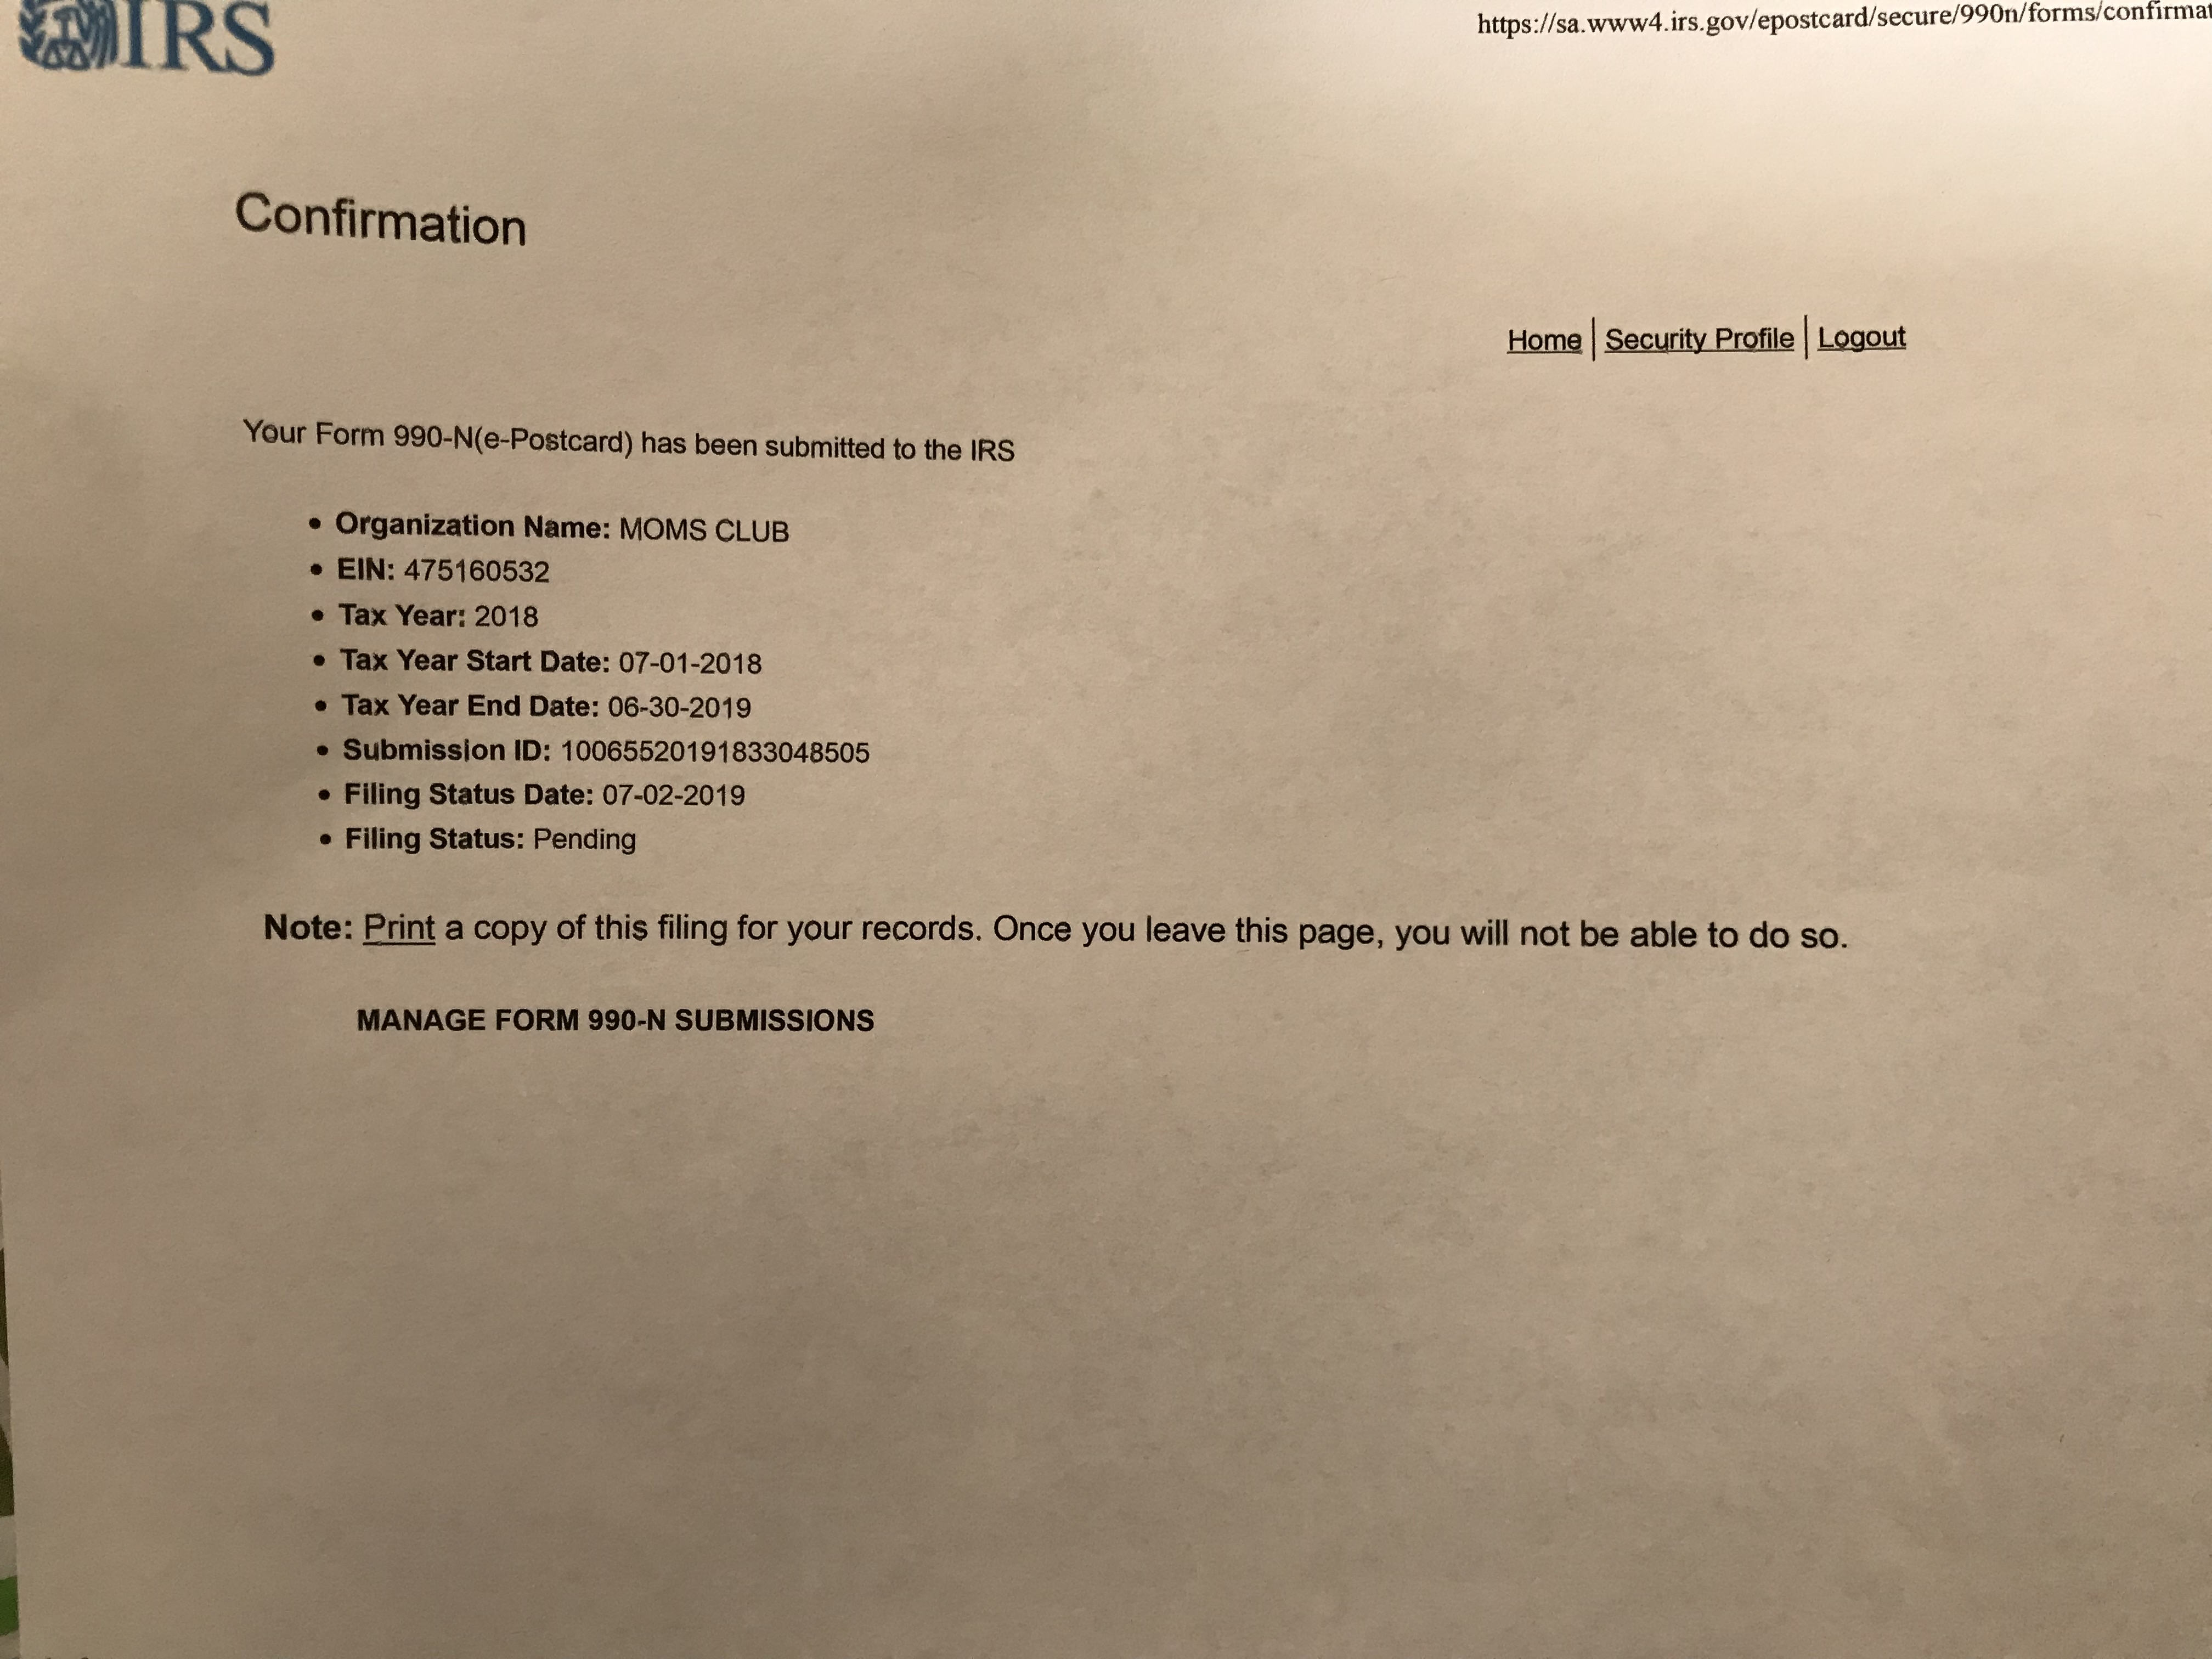 IRS
https://sa.www4.irs.gov/epostcard/secure/990n/forms/confirmat
Confirmation
Home | Security Profile | Logout
Your Form 990-N(e-Postcard) has been submitted to the IRS
• Organization Name: MOMS CLUB
• EIN: 475160532
• Tax Year: 2018
• Tax Year Start Date: 07-01-2018
• Tax Year End Date: 06-30-2019
• Submission ID: 10065520191833048505
• Filing Status Date: 07-02-2019
• Filing Status: Pending
Note: Print a copy of this filing for your records. Once you leave this page, you will not be able to do so.
MANAGE FORM 990-N SUBMISSIONS